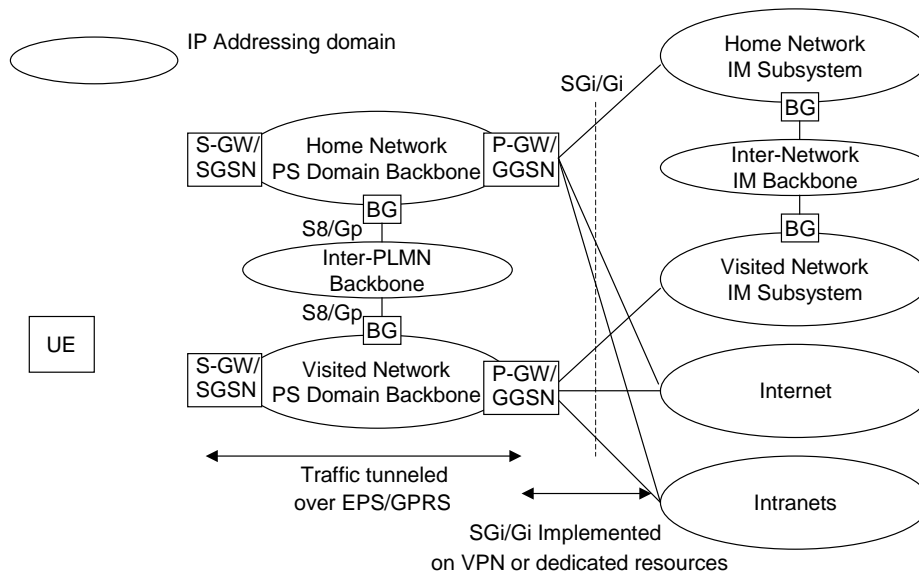 IP Addressing domain
Home Network
IM Subsystem
SGi/Gi
BG
S-GW/
SGSN
Home Network
PS Domain Backbone
P-GW/
GGSN
Inter-Network
IM Backbone
BG
S8/Gp
BG
Inter-PLMN
Backbone
Visited Network
IM Subsystem
S8/Gp
BG
UE
S-GW/
SGSN
Visited Network
PS Domain Backbone
P-GW/
GGSN
Internet
Traffic tunneled
over EPS/GPRS
Intranets
SGi/Gi Implemented
on VPN or dedicated resources